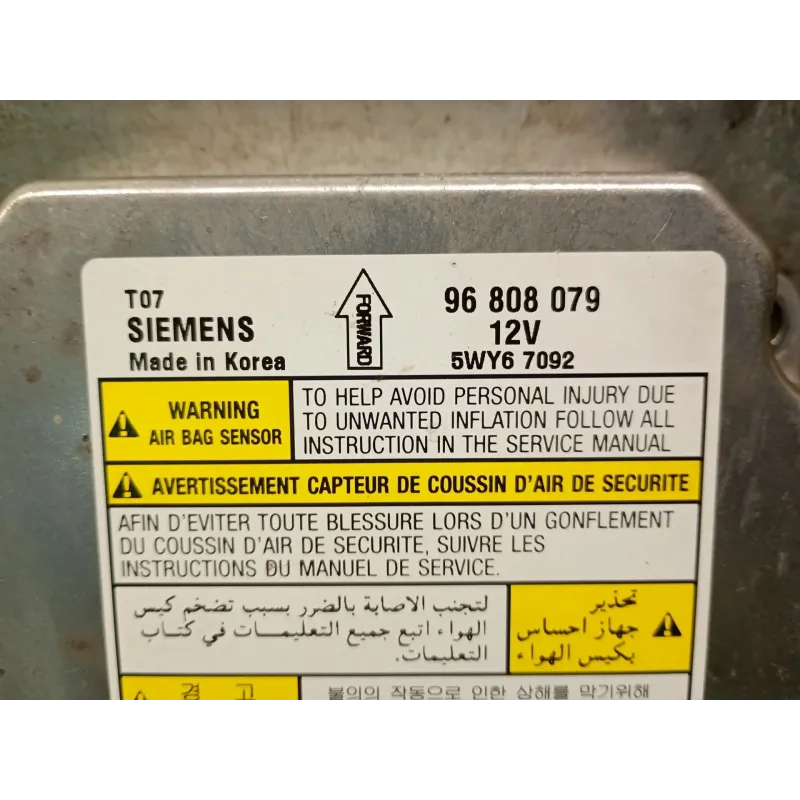 T07
SIEMENS
Made in Korea
FORWARD
96 808 079
12V
5WY6 7092
WARNING
AIR BAG SENSOR
TO HELP AVOID PERSONAL INJURY DUE
TO UNWANTED INFLATION FOLLOW ALL
INSTRUCTION IN THE SERVICE MANUAL
AVERTISSEMENT CAPTEUR DE COUSSIN D'AIR DE SECURITE
AFIN D'EVITER TOUTE BLESSURE LORS D'UN GONFLEMENT
DU COUSSIN D'AIR DE SECURITE, SUIVRE LES
INSTRUCTIONS DU MANUEL DE SERVICE.
تحذير
جهاز احساس
بكيس الهواء
لتجنب الاصابة بالضرر بسبب تضخم كيس
الهواء اتبع جميع التعليمـــات في كتاب
التعليمات.
경 고
불의의 작동으로 인한 상해를 막기위해